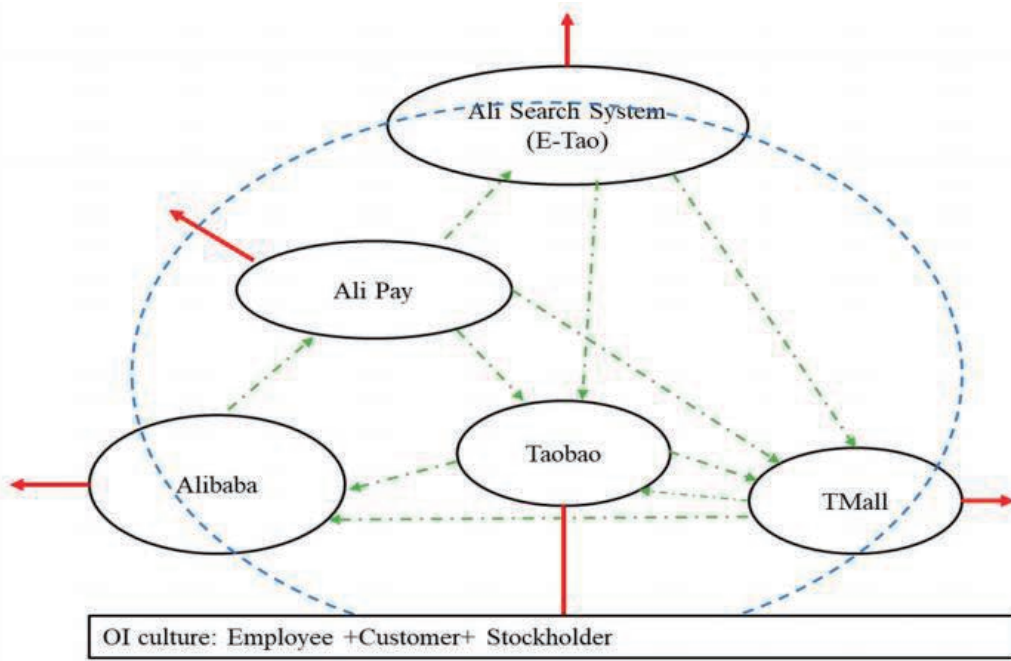 Ali Search System
(E-Tao)
Ali Pay
Taobao
Alibaba
TMall
OI culture: Employee +Customer+ Stockholder